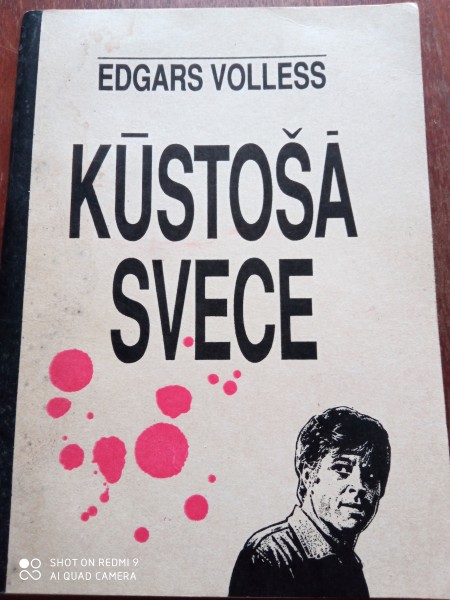 EDGARS VOLLESS
KŪSTOŠĀ
SVECE
SHOT ON REDMI 9
AI QUAD CAMERA